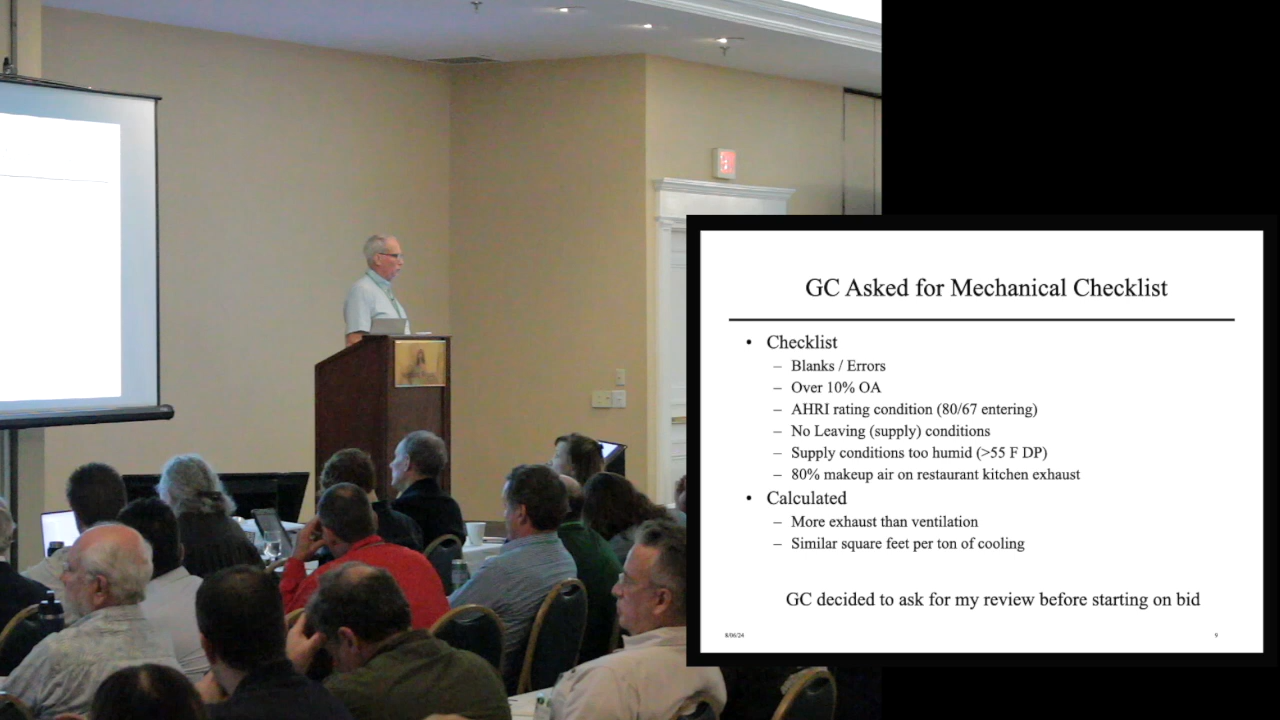 GC Asked for Mechanical Checklist
• Checklist
– Blanks / Errors
– Over 10% OA
– AHRI rating condition (80/67 entering)
– No Leaving (supply) conditions
– Supply conditions too humid (>55 F DP)
– 80% makeup air on restaurant kitchen exhaust
• Calculated
– More exhaust than ventilation
– Similar square feet per ton of cooling
GC decided to ask for my review before starting on bid
8/06/24
9